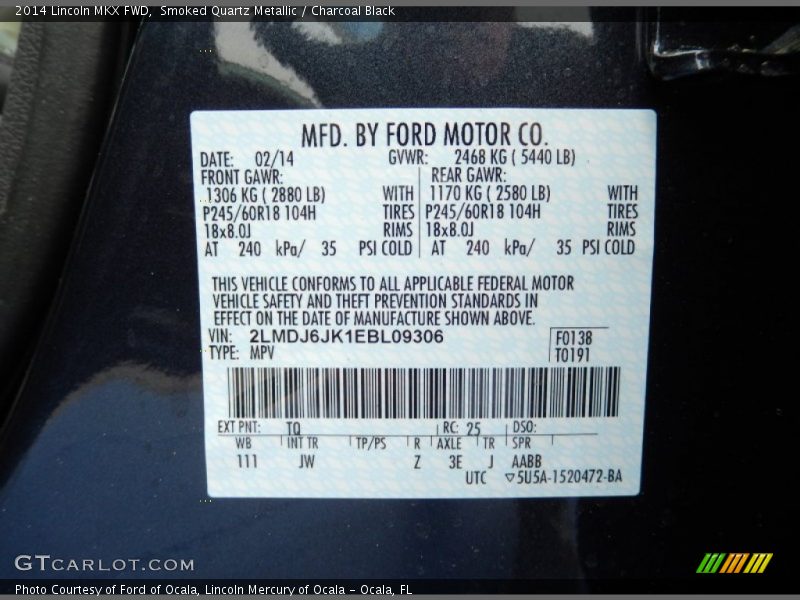 2014 Lincoln MKX FWD, Smoked Quartz Metallic / Charcoal Black
MFD. BY FORD MOTOR CO.
DATE: 02/14 GVWR: 2468 KG ( 5440 LB)
FRONT GAWR: REAR GAWR:
1306 KG ( 2880 LB) WITH 1170 KG ( 2580 LB) WITH
P245/60R18 104H TIRES P245/60R18 104H TIRES
18x8.0J RIMS 18x8.0J RIMS
AT 240 kPa/ 35 PSI COLD AT 240 kPa/ 35 PSI COLD
THIS VEHICLE CONFORMS TO ALL APPLICABLE FEDERAL MOTOR
VEHICLE SAFETY AND THEFT PREVENTION STANDARDS IN
EFFECT ON THE DATE OF MANUFACTURE SHOWN ABOVE.
VIN: 2LMDJ6JK1EBL09306 F0138
TYPE: MPV T0191
EXT PNT: TQ RC: 25 DSO:
WB INT TR TP/PS R AXLE TR SPR
111 JW Z 3E J AABB
UTC ▽5U5A-1520472-BA
GTCARLOT.COM
Photo Courtesy of Ford of Ocala, Lincoln Mercury of Ocala - Ocala, FL